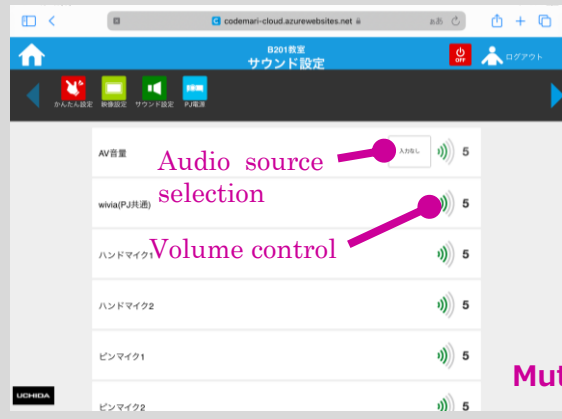 codemari-cloud.azurewebsites.net
ぁあ
B201教室
サウンド設定
OFF
ログアウト
かんたん設定 映像設定 サウンド設定 PJ電源
AV音量 入力なし 5
Audio source
selection
wivia(PJ共通) 5
Volume control
ハンドマイク1 5
ハンドマイク2 5
ピンマイク1 5
Mut
UCHIDA
ピンマイク2 5